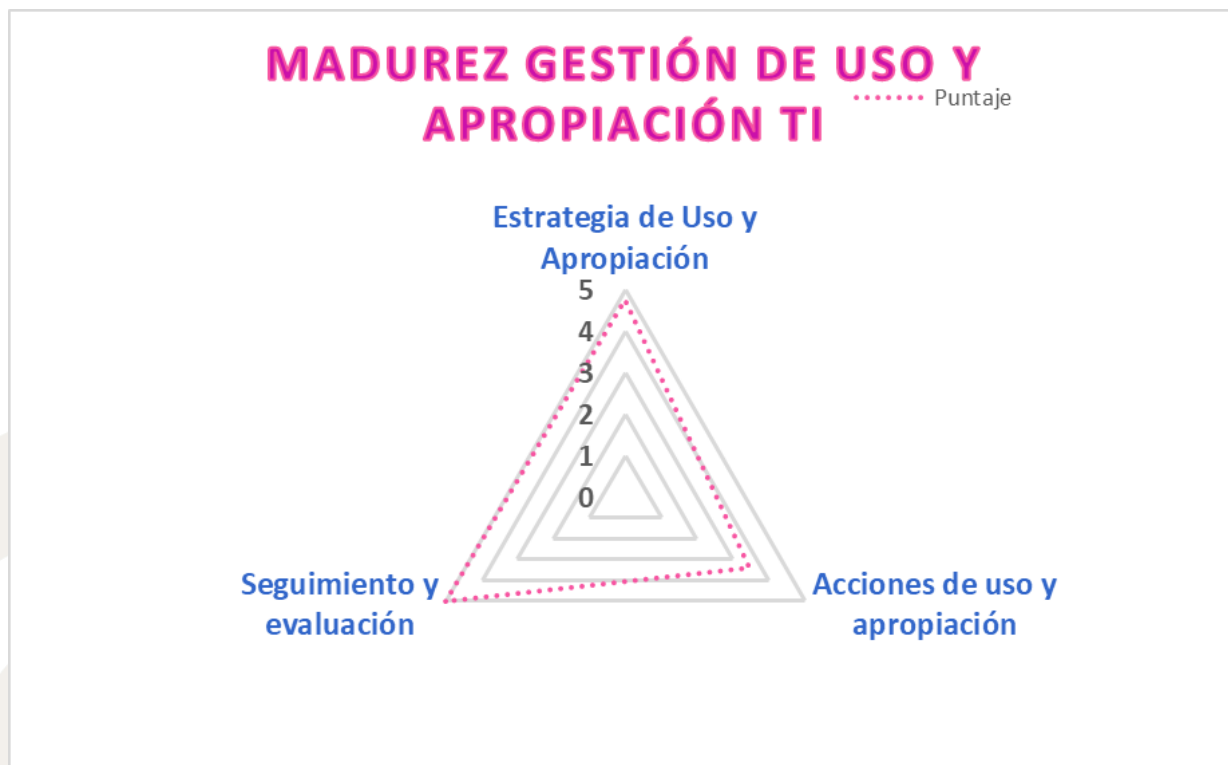 MADUREZ GESTIÓN DE USO Y
APROPIACIÓN TI
Puntaje
Estrategia de Uso y
Apropiación
5
4
3
2
1
0
Seguimiento y
evaluación
Acciones de uso y
apropiación